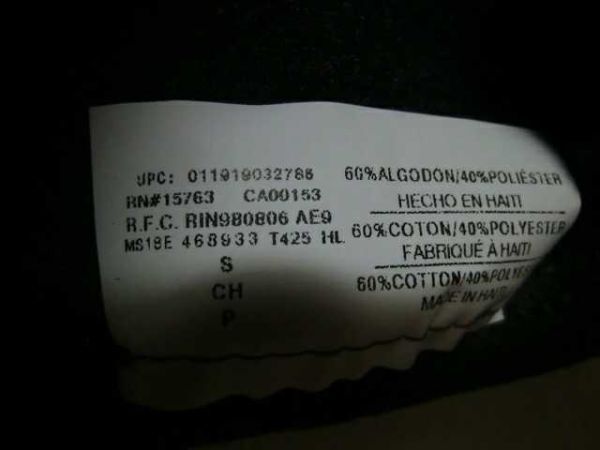 UPC: 011919032786
RN#15763 CA00153
R.F.C. RIN980806 AE9
MS18E 468933 T425 HL
S
CH
P
60%ALGODÓN/40%POLIÉSTER
HECHO EN HAITI
60%COTON/40%POLYESTER
FABRIQUÉ À HAITI
60%COTTON/40%POLYESTER
MADE IN HAITI